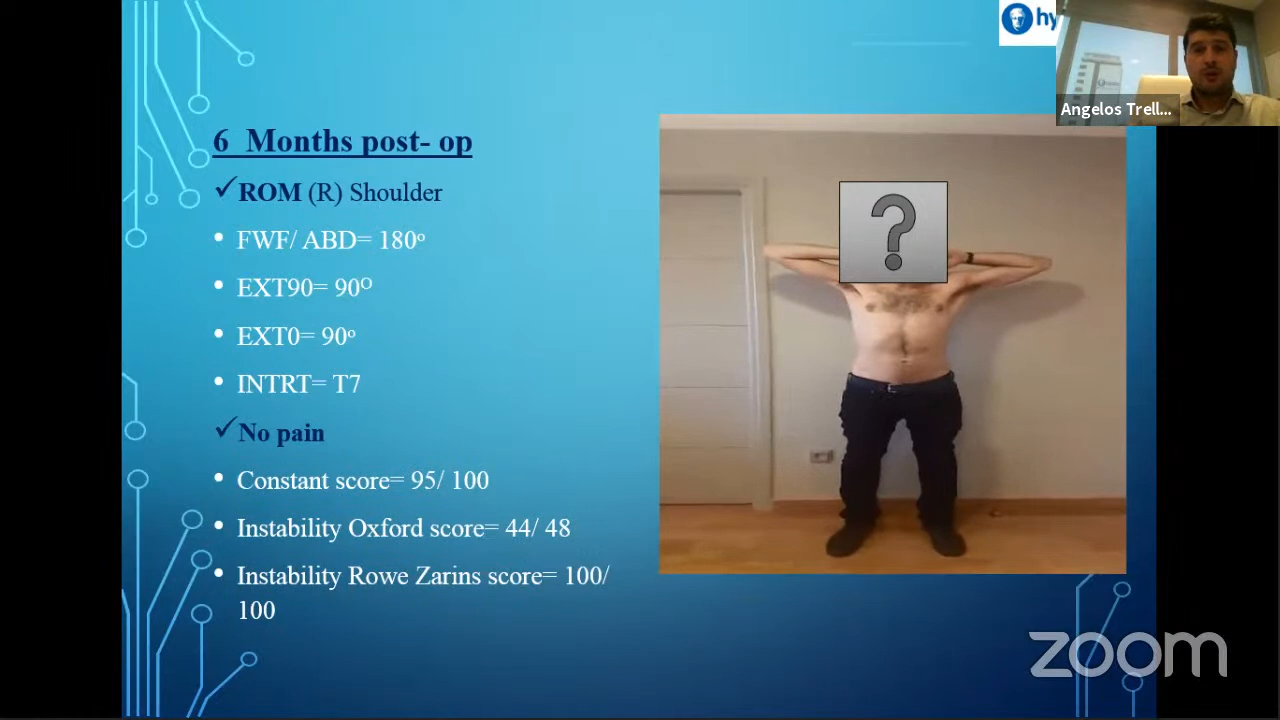 hy
Angelos Trell...
6 Months post- op
✓ROM (R) Shoulder
• FWF/ ABD= 180º
• EXT90= 90ᴼ
• EXT0= 90º
• INTRT= T7
✓No pain
• Constant score= 95/ 100
• Instability Oxford score= 44/ 48
• Instability Rowe Zarins score= 100/
100
?
zoom